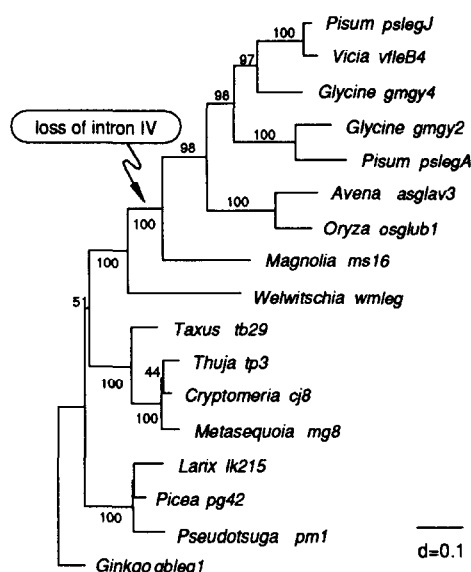 Pisum pslegJ
100
Vicia vfleB4
97
Glycine gmgy4
98
Glycine gmgy2
100
Pisum pslegA
loss of intron IV
98
Avena asglav3
100
Oryza osglub1
100
Magnolia ms16
100
Welwitschia wmleg
51
Taxus tb29
Thuja tp3
44
100
Cryptomeria cj8
100
Metasequoia mg8
Larix lk215
Picea pg42
100
Pseudotsuga pm1
d=0.1
Ginkgo gbleg1